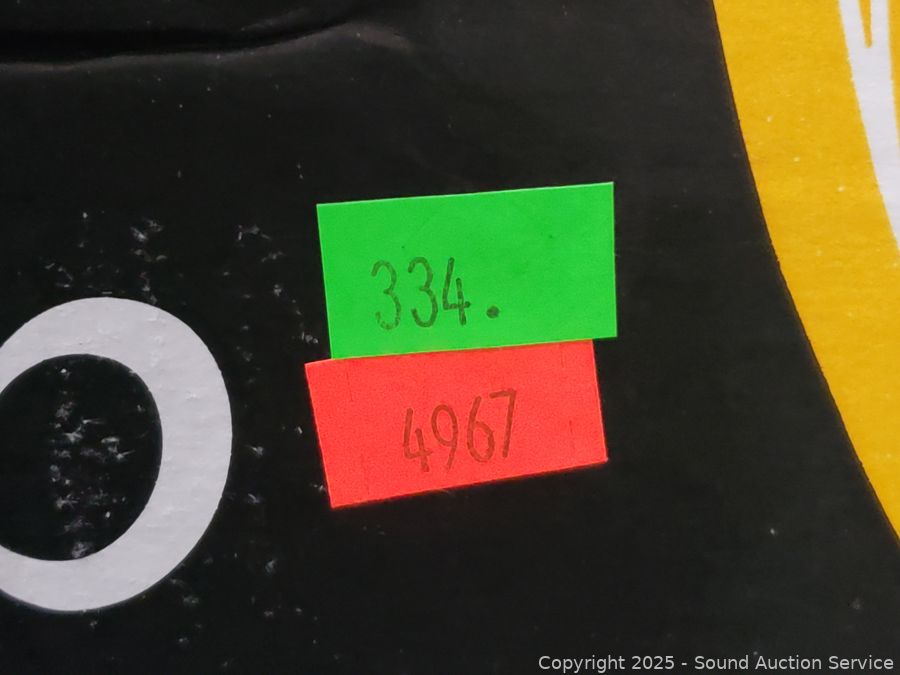 334.
4967
O
Copyright 2025 - Sound Auction Service